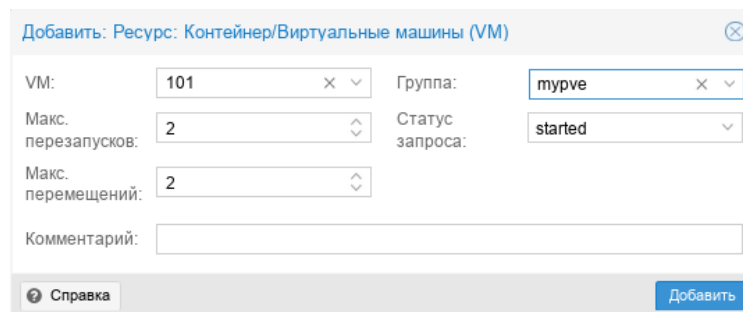 Добавить: Ресурс: Контейнер/Виртуальные машины (VM)
VM: 101 Группа: mypve
Макс. перезапусков: 2 Статус запроса: started
Макс. перемещений: 2
Комментарий:
Справка Добавить